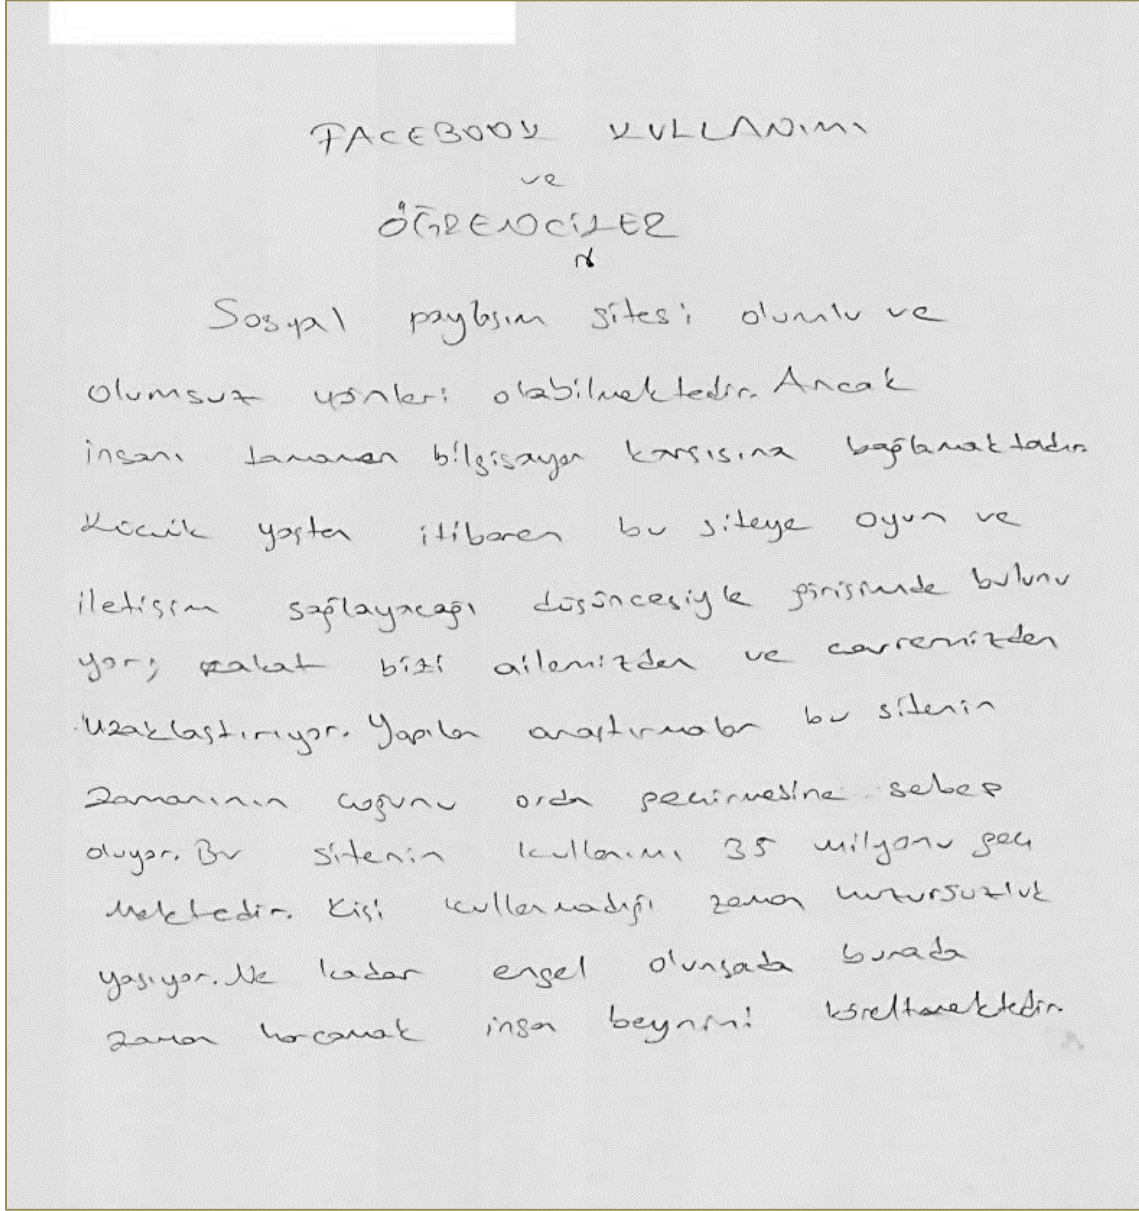 FACEBOOK KULLANIMI
ve
ÖĞRENCİLER
Sosyal paylaşım sitesi olumlu ve
olumsuz yönleri olabilmektedir. Ancak
insanı tamamen bilgisayar karşısına bağlamaktadır.
Küçük yaştan itibaren bu siteye oyun ve
iletişim sağlayacağı düşüncesiyle girişimde bulunu
yor; fakat bizi ailemizden ve çevremizden
uzaklaştırıyor. Yapılan araştırmalar bu sitenin
zamanının çoğunu orda geçirmesine sebep
oluyor. Bu sitenin kullanımı 35 milyonu geç
mektedir. Kişi kullanmadığı zaman huzursuzluk
yaşıyor. Ne kadar engel olunsada burada
zaman harcamak insan beynini köreltmektedir.